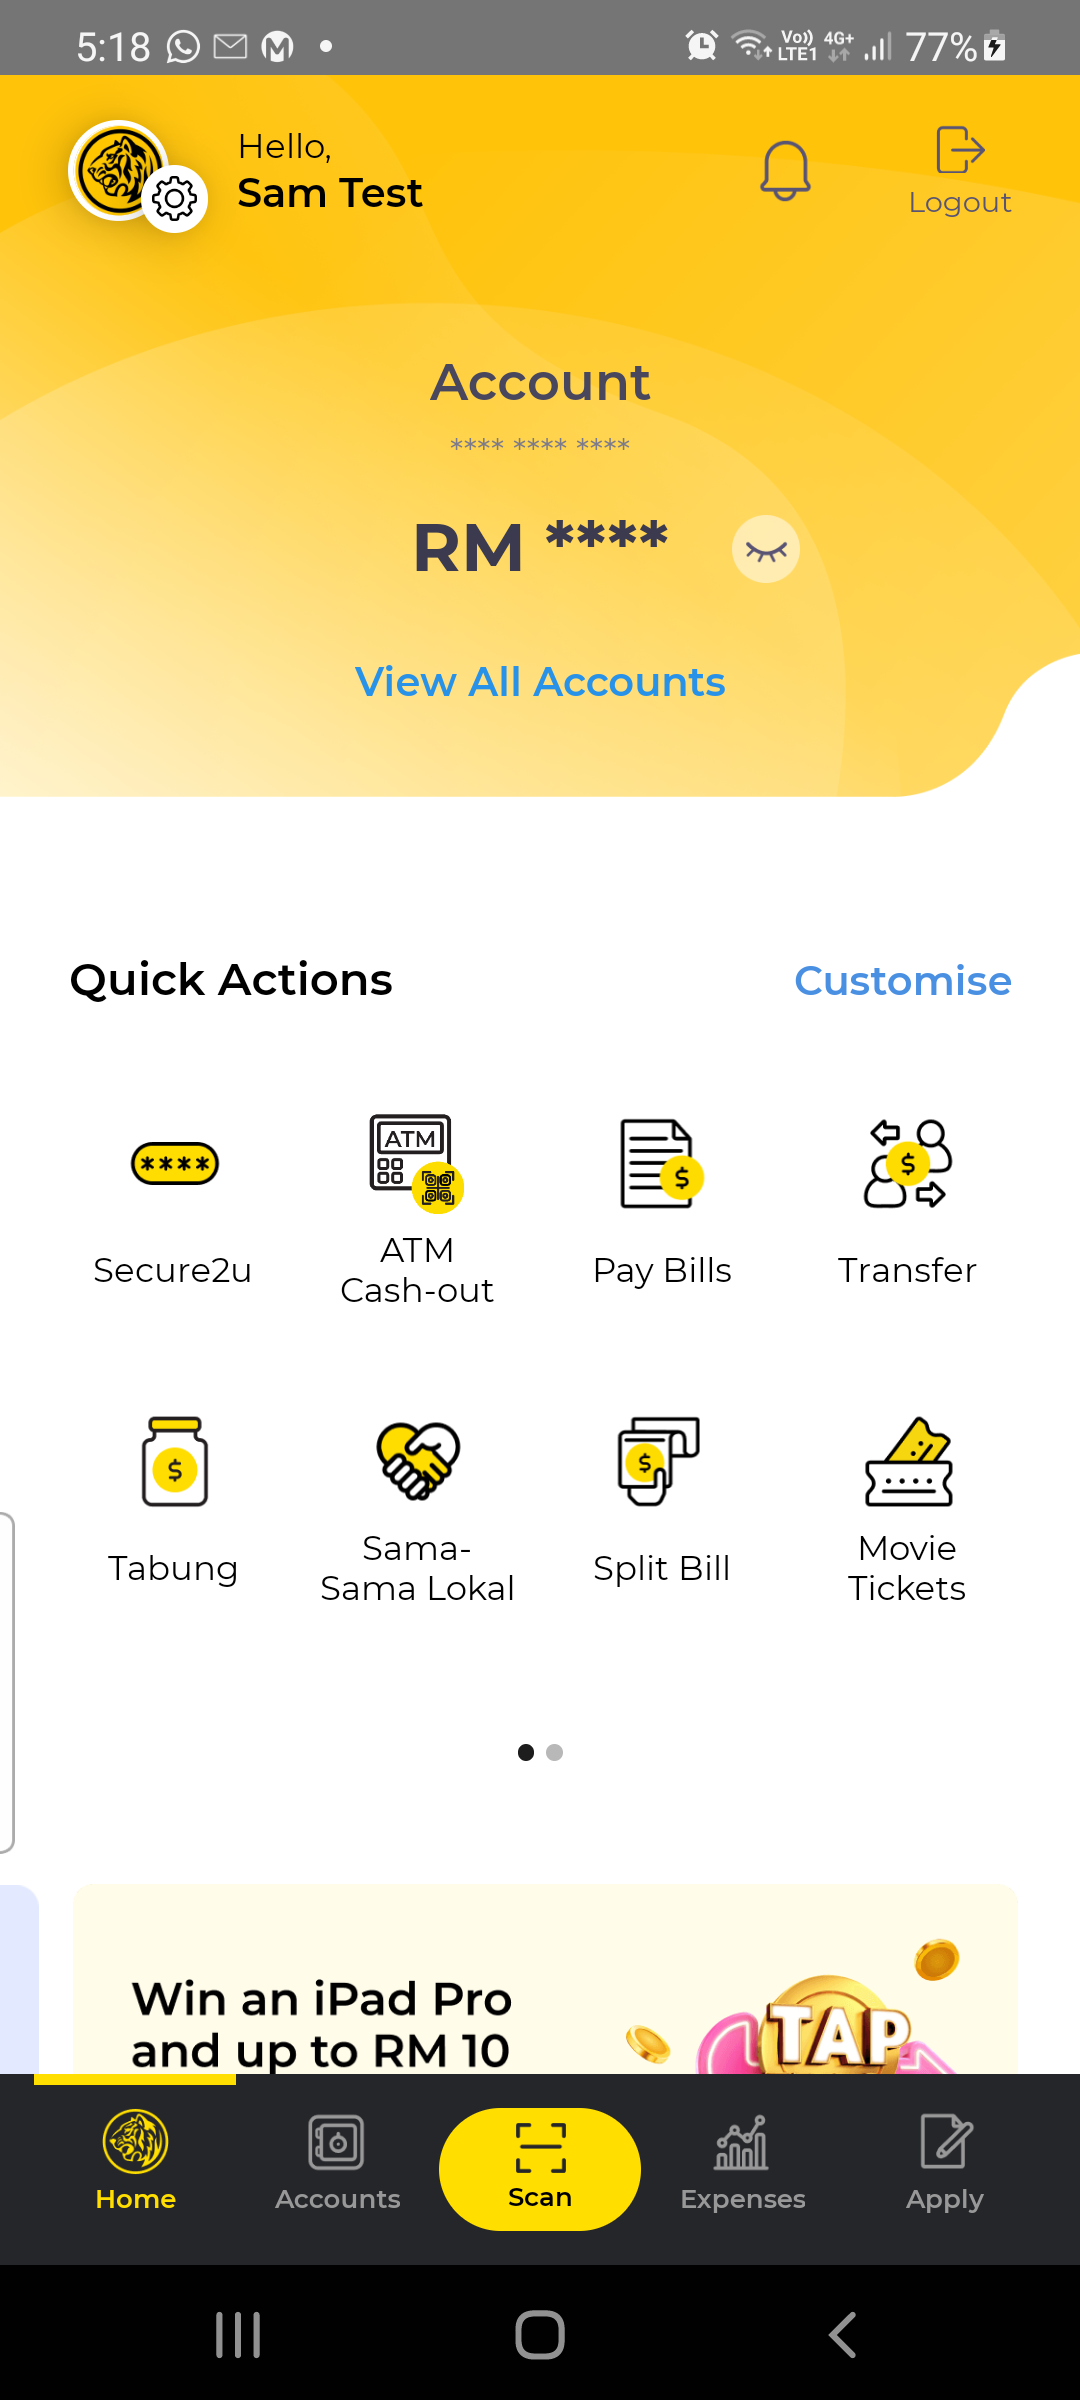 5:18
Vo)) 4G+
LTE1
77%
Hello,
Sam Test
Logout
Account
**** **** ****
RM ****
View All Accounts
Quick Actions
Customise
****
ATM
$
$
Secure2u
ATM
Cash-out
Pay Bills
Transfer
$
$
Tabung
Sama-
Sama Lokal
Split Bill
Movie
Tickets
Win an iPad Pro
and up to RM 10
TAP
Home
Accounts
Scan
Expenses
Apply